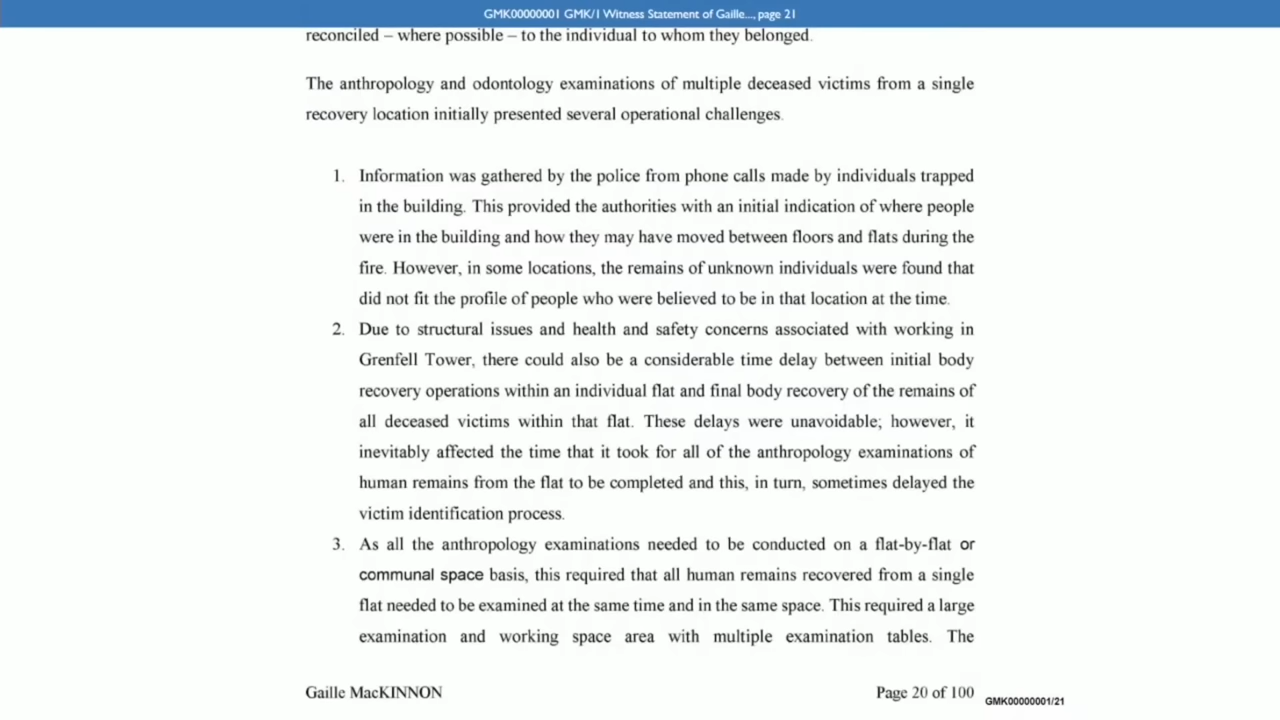 GMK00000001 GMK/1 Witness Statement of Gaille..., page 21
reconciled – where possible – to the individual to whom they belonged.
The anthropology and odontology examinations of multiple deceased victims from a single
recovery location initially presented several operational challenges.
1. Information was gathered by the police from phone calls made by individuals trapped
in the building. This provided the authorities with an initial indication of where people
were in the building and how they may have moved between floors and flats during the
fire. However, in some locations, the remains of unknown individuals were found that
did not fit the profile of people who were believed to be in that location at the time.
2. Due to structural issues and health and safety concerns associated with working in
Grenfell Tower, there could also be a considerable time delay between initial body
recovery operations within an individual flat and final body recovery of the remains of
all deceased victims within that flat. These delays were unavoidable; however, it
inevitably affected the time that it took for all of the anthropology examinations of
human remains from the flat to be completed and this, in turn, sometimes delayed the
victim identification process.
3. As all the anthropology examinations needed to be conducted on a flat-by-flat or
communal space basis, this required that all human remains recovered from a single
flat needed to be examined at the same time and in the same space. This required a large
examination and working space area with multiple examination tables. The
Gaille MacKINNON
Page 20 of 100
GMK00000001/21